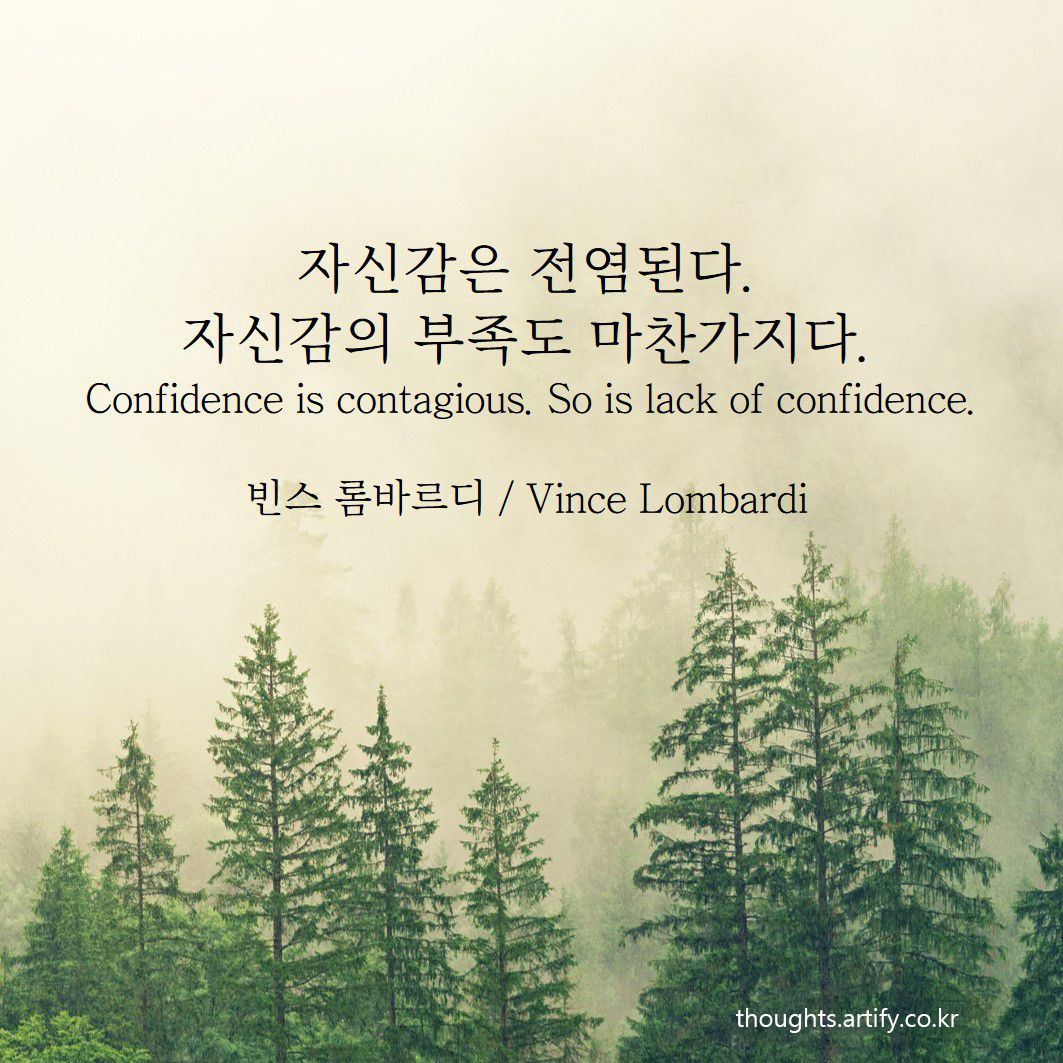 자신감은 전염된다.
자신감의 부족도 마찬가지다.
Confidence is contagious. So is lack of confidence.
빈스 롬바르디 / Vince Lombardi
thoughts.artify.co.kr